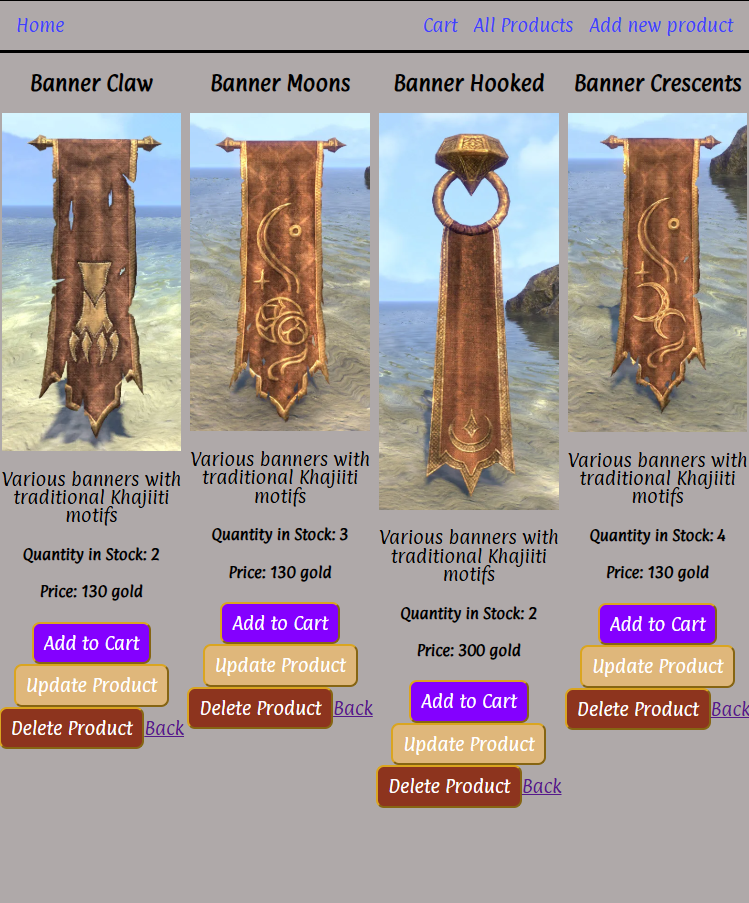 Home Cart All Products Add new product
Banner Claw
Various banners with
traditional Khajiiti
motifs
Quantity in Stock: 2
Price: 130 gold
Add to Cart
Update Product
Delete Product Back
Banner Moons
Various banners with
traditional Khajiiti
motifs
Quantity in Stock: 3
Price: 130 gold
Add to Cart
Update Product
Delete Product Back
Banner Hooked
Various banners with
traditional Khajiiti
motifs
Quantity in Stock: 2
Price: 300 gold
Add to Cart
Update Product
Delete Product Back
Banner Crescents
Various banners with
traditional Khajiiti
motifs
Quantity in Stock: 4
Price: 130 gold
Add to Cart
Update Product
Delete Product Back